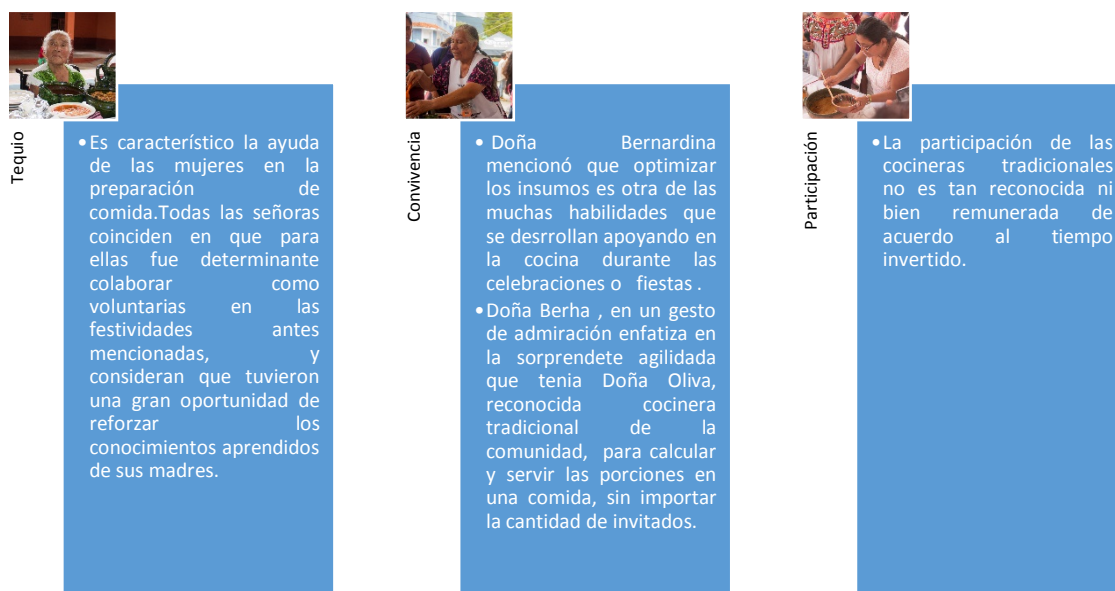 Tequio
•Es característico la ayuda
de las mujeres en la
preparación de
comida.Todas las señoras
coinciden en que para
ellas fue determinante
colaborar como
voluntarias en las
festividades antes
mencionadas, y
consideran que tuvieron
una gran oportunidad de
reforzar los
conocimientos aprendidos
de sus madres.
Convivencia
• Doña Bernardina
mencionó que optimizar
los insumos es otra de las
muchas habilidades que
se desrrollan apoyando en
la cocina durante las
celebraciones o fiestas .
•Doña Berha , en un gesto
de admiración enfatiza en
la sorprendete agilidada
que tenia Doña Oliva,
reconocida cocinera
tradicional de la
comunidad, para calcular
y servir las porciones en
una comida, sin importar
la cantidad de invitados.
Participación
•La participación de las
cocineras tradicionales
no es tan reconocida ni
bien remunerada de
acuerdo al tiempo
invertido.